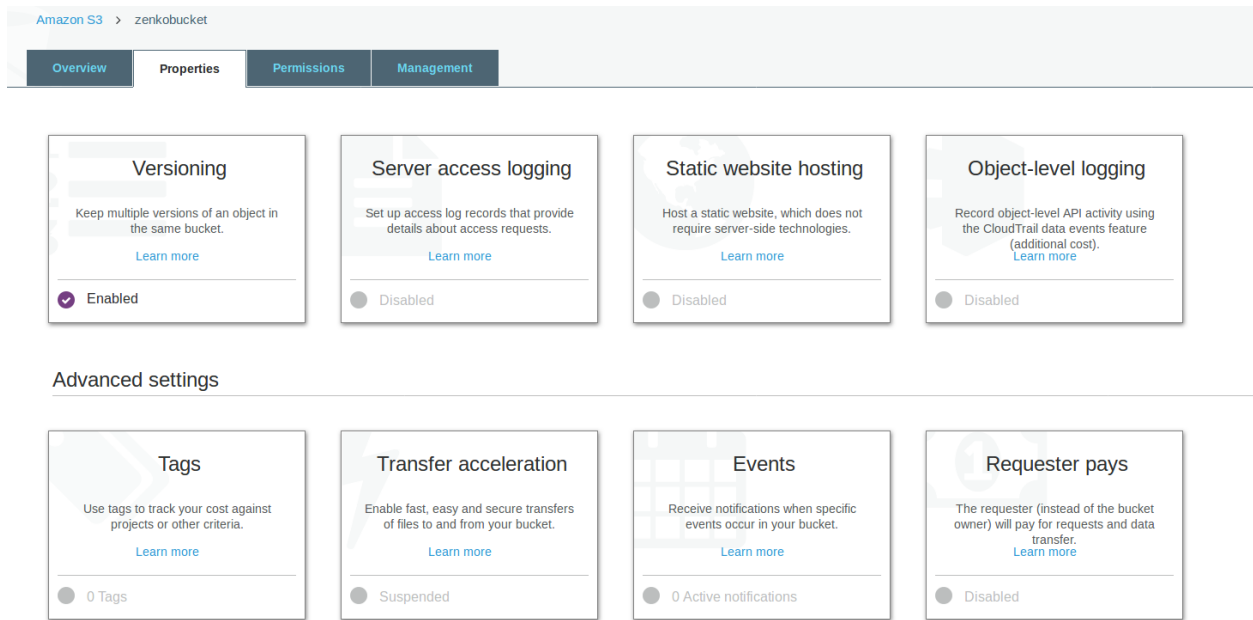 Amazon S3 > zenkobucket
Overview
Properties
Permissions
Management
Versioning
Keep multiple versions of an object in
the same bucket.
Learn more
Enabled
Server access logging
Set up access log records that provide
details about access requests.
Learn more
Disabled
Static website hosting
Host a static website, which does not
require server-side technologies.
Learn more
Disabled
Object-level logging
Record object-level API activity using
the CloudTrail data events feature
(additional cost).
Learn more
Disabled
Advanced settings
Tags
Use tags to track your cost against
projects or other criteria.
Learn more
0 Tags
Transfer acceleration
Enable fast, easy and secure transfers
of files to and from your bucket.
Learn more
Suspended
Events
Receive notifications when specific
events occur in your bucket.
Learn more
0 Active notifications
Requester pays
The requester (instead of the bucket
owner) will pay for requests and data
transfer.
Learn more
Disabled